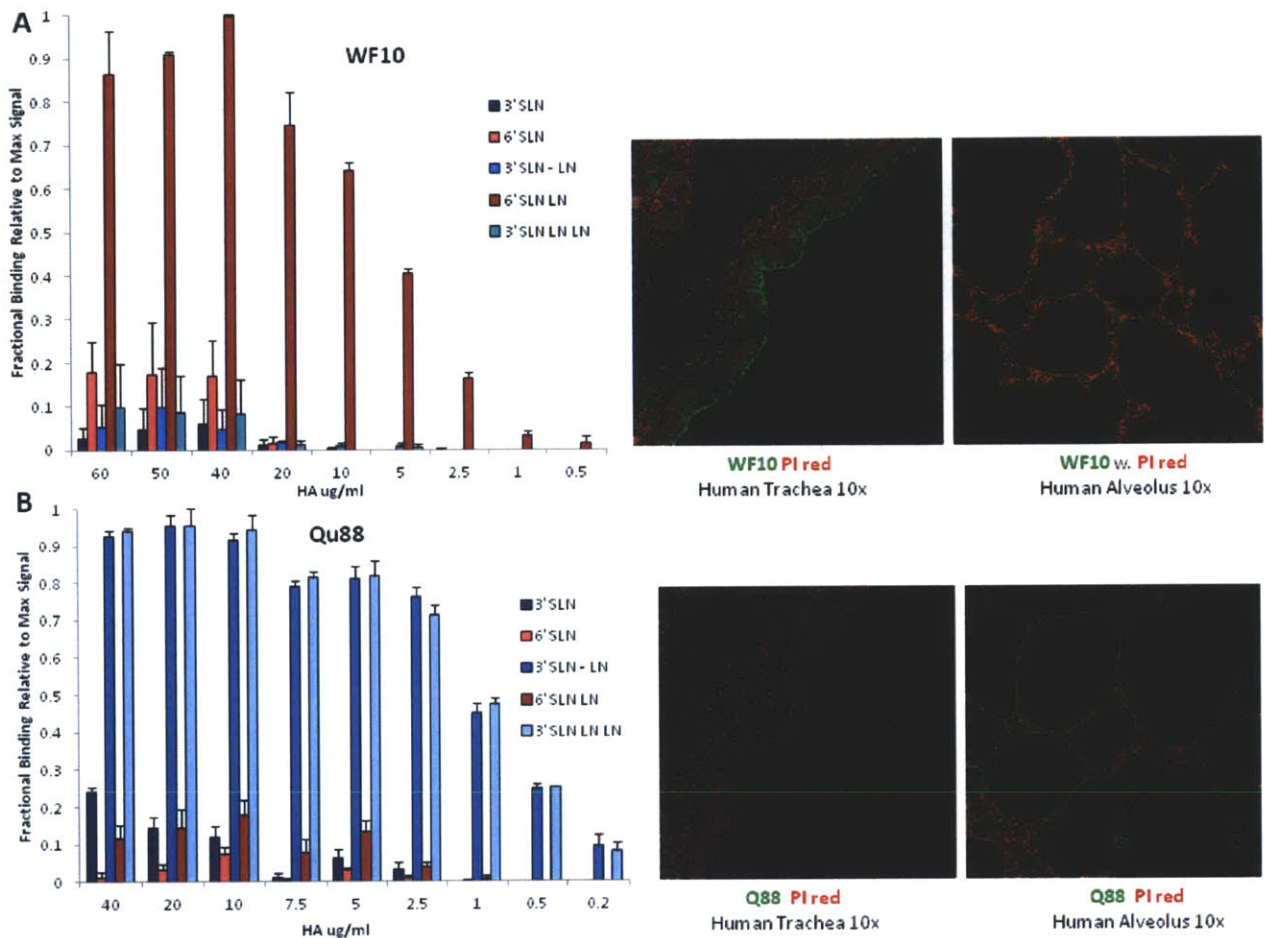 A
WF10
Fractional Binding Relative to Max Signal
1
0.9
0.8
0.7
0.6
0.5
0.4
0.3
0.2
0.1
0
60 50 40 20 10 5 2.5 1 0.5
HA ug/ml
3'SLN
6'SLN
3'SLN - LN
6'SLN LN
3'SLN LN LN
WF10 PI red
Human Trachea 10x
WF10 w. PI red
Human Alveolus 10x
B
Qu88
Fractional Binding Relative to Max Signal
1
0.9
0.8
0.7
0.6
0.5
0.4
0.3
0.2
0.1
0
40 20 10 7.5 5 2.5 1 0.5 0.2
HA ug/ml
3'SLN
6'SLN
3'SLN - LN
6'SLN LN
3'SLN LN LN
Q88 PI red
Human Trachea 10x
Q88 PI red
Human Alveolus 10x